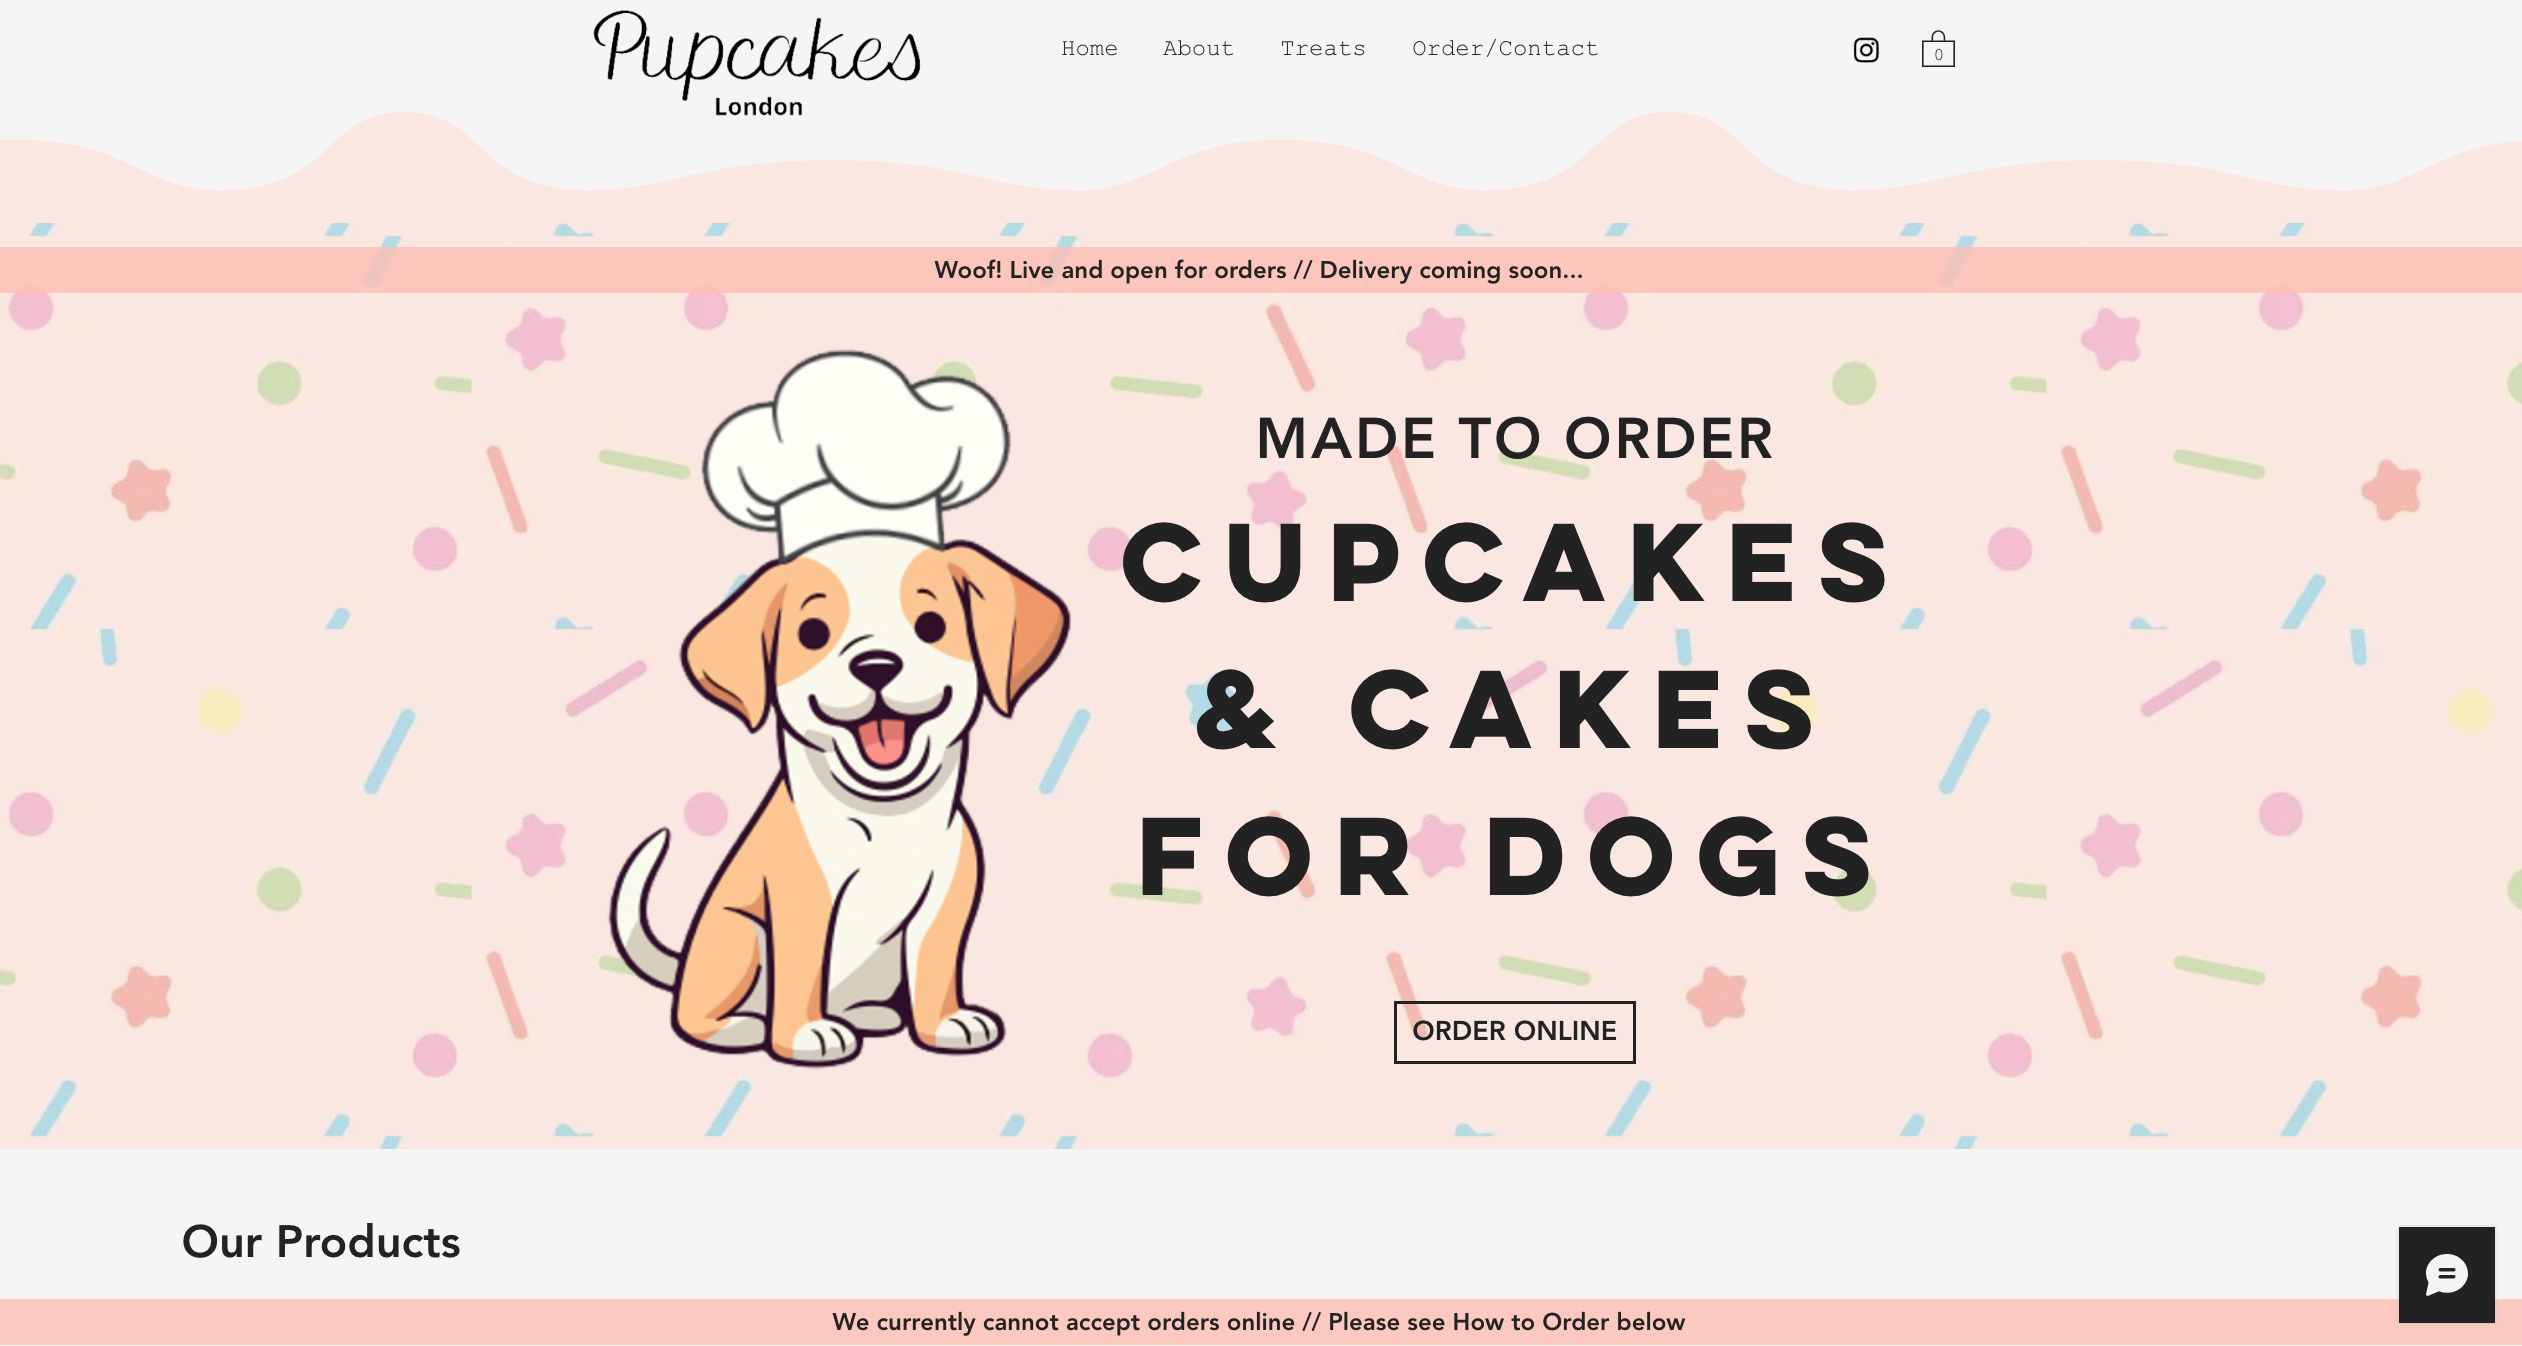 Pupcakes
London
Home About Treats Order/Contact
0
Woof! Live and open for orders // Delivery coming soon...
MADE TO ORDER
CUPCAKES
& CAKES
FOR DOGS
ORDER ONLINE
Our Products
We currently cannot accept orders online // Please see How to Order below